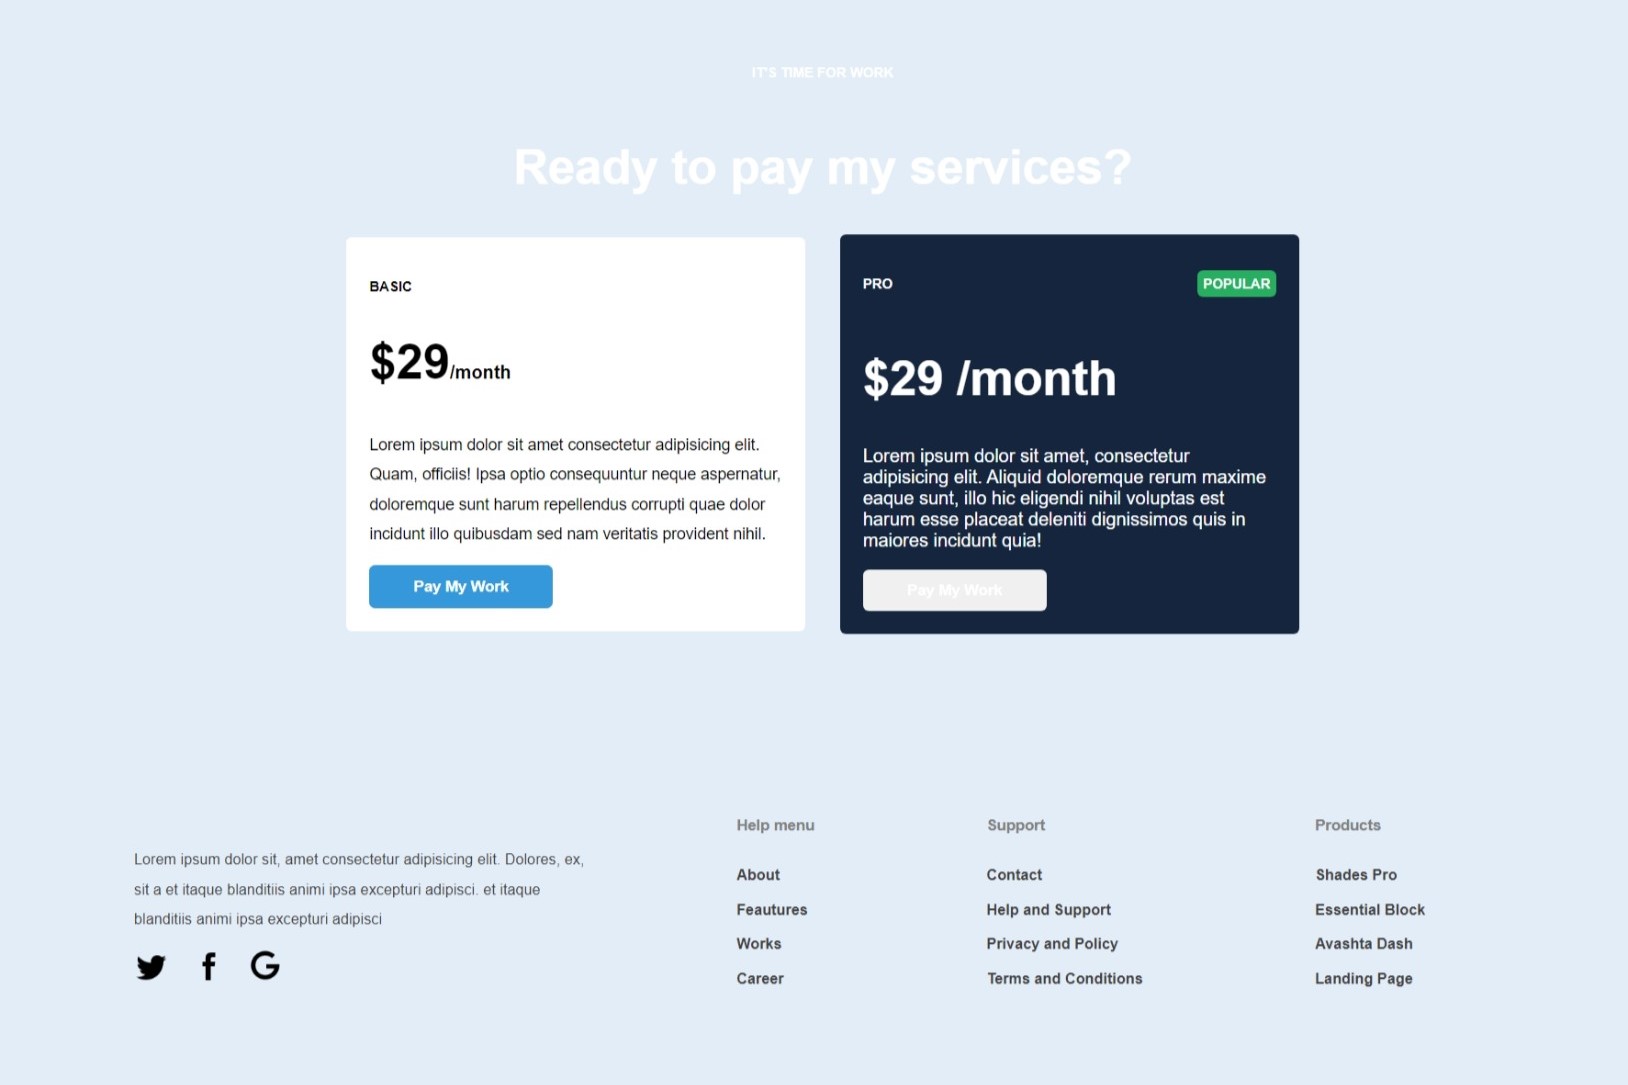 IT'S TIME FOR WORK
Ready to pay my services?
BASIC
$29/month
Lorem ipsum dolor sit amet consectetur adipisicing elit.
Quam, officiis! Ipsa optio consequuntur neque aspernatur,
doloremque sunt harum repellendus corrupti quae dolor
incidunt illo quibusdam sed nam veritatis provident nihil.
Pay My Work
PRO
POPULAR
$29 /month
Lorem ipsum dolor sit amet, consectetur
adipisicing elit. Aliquid doloremque rerum maxime
eaque sunt, illo hic eligendi nihil voluptas est
harum esse placeat deleniti dignissimos quis in
maiores incidunt quia!
Pay My Work
Lorem ipsum dolor sit, amet consectetur adipisicing elit. Dolores, ex,
sit a et itaque blanditiis animi ipsa excepturi adipisci. et itaque
blanditiis animi ipsa excepturi adipisci
Help menu
About
Feautures
Works
Career
Support
Contact
Help and Support
Privacy and Policy
Terms and Conditions
Products
Shades Pro
Essential Block
Avashta Dash
Landing Page